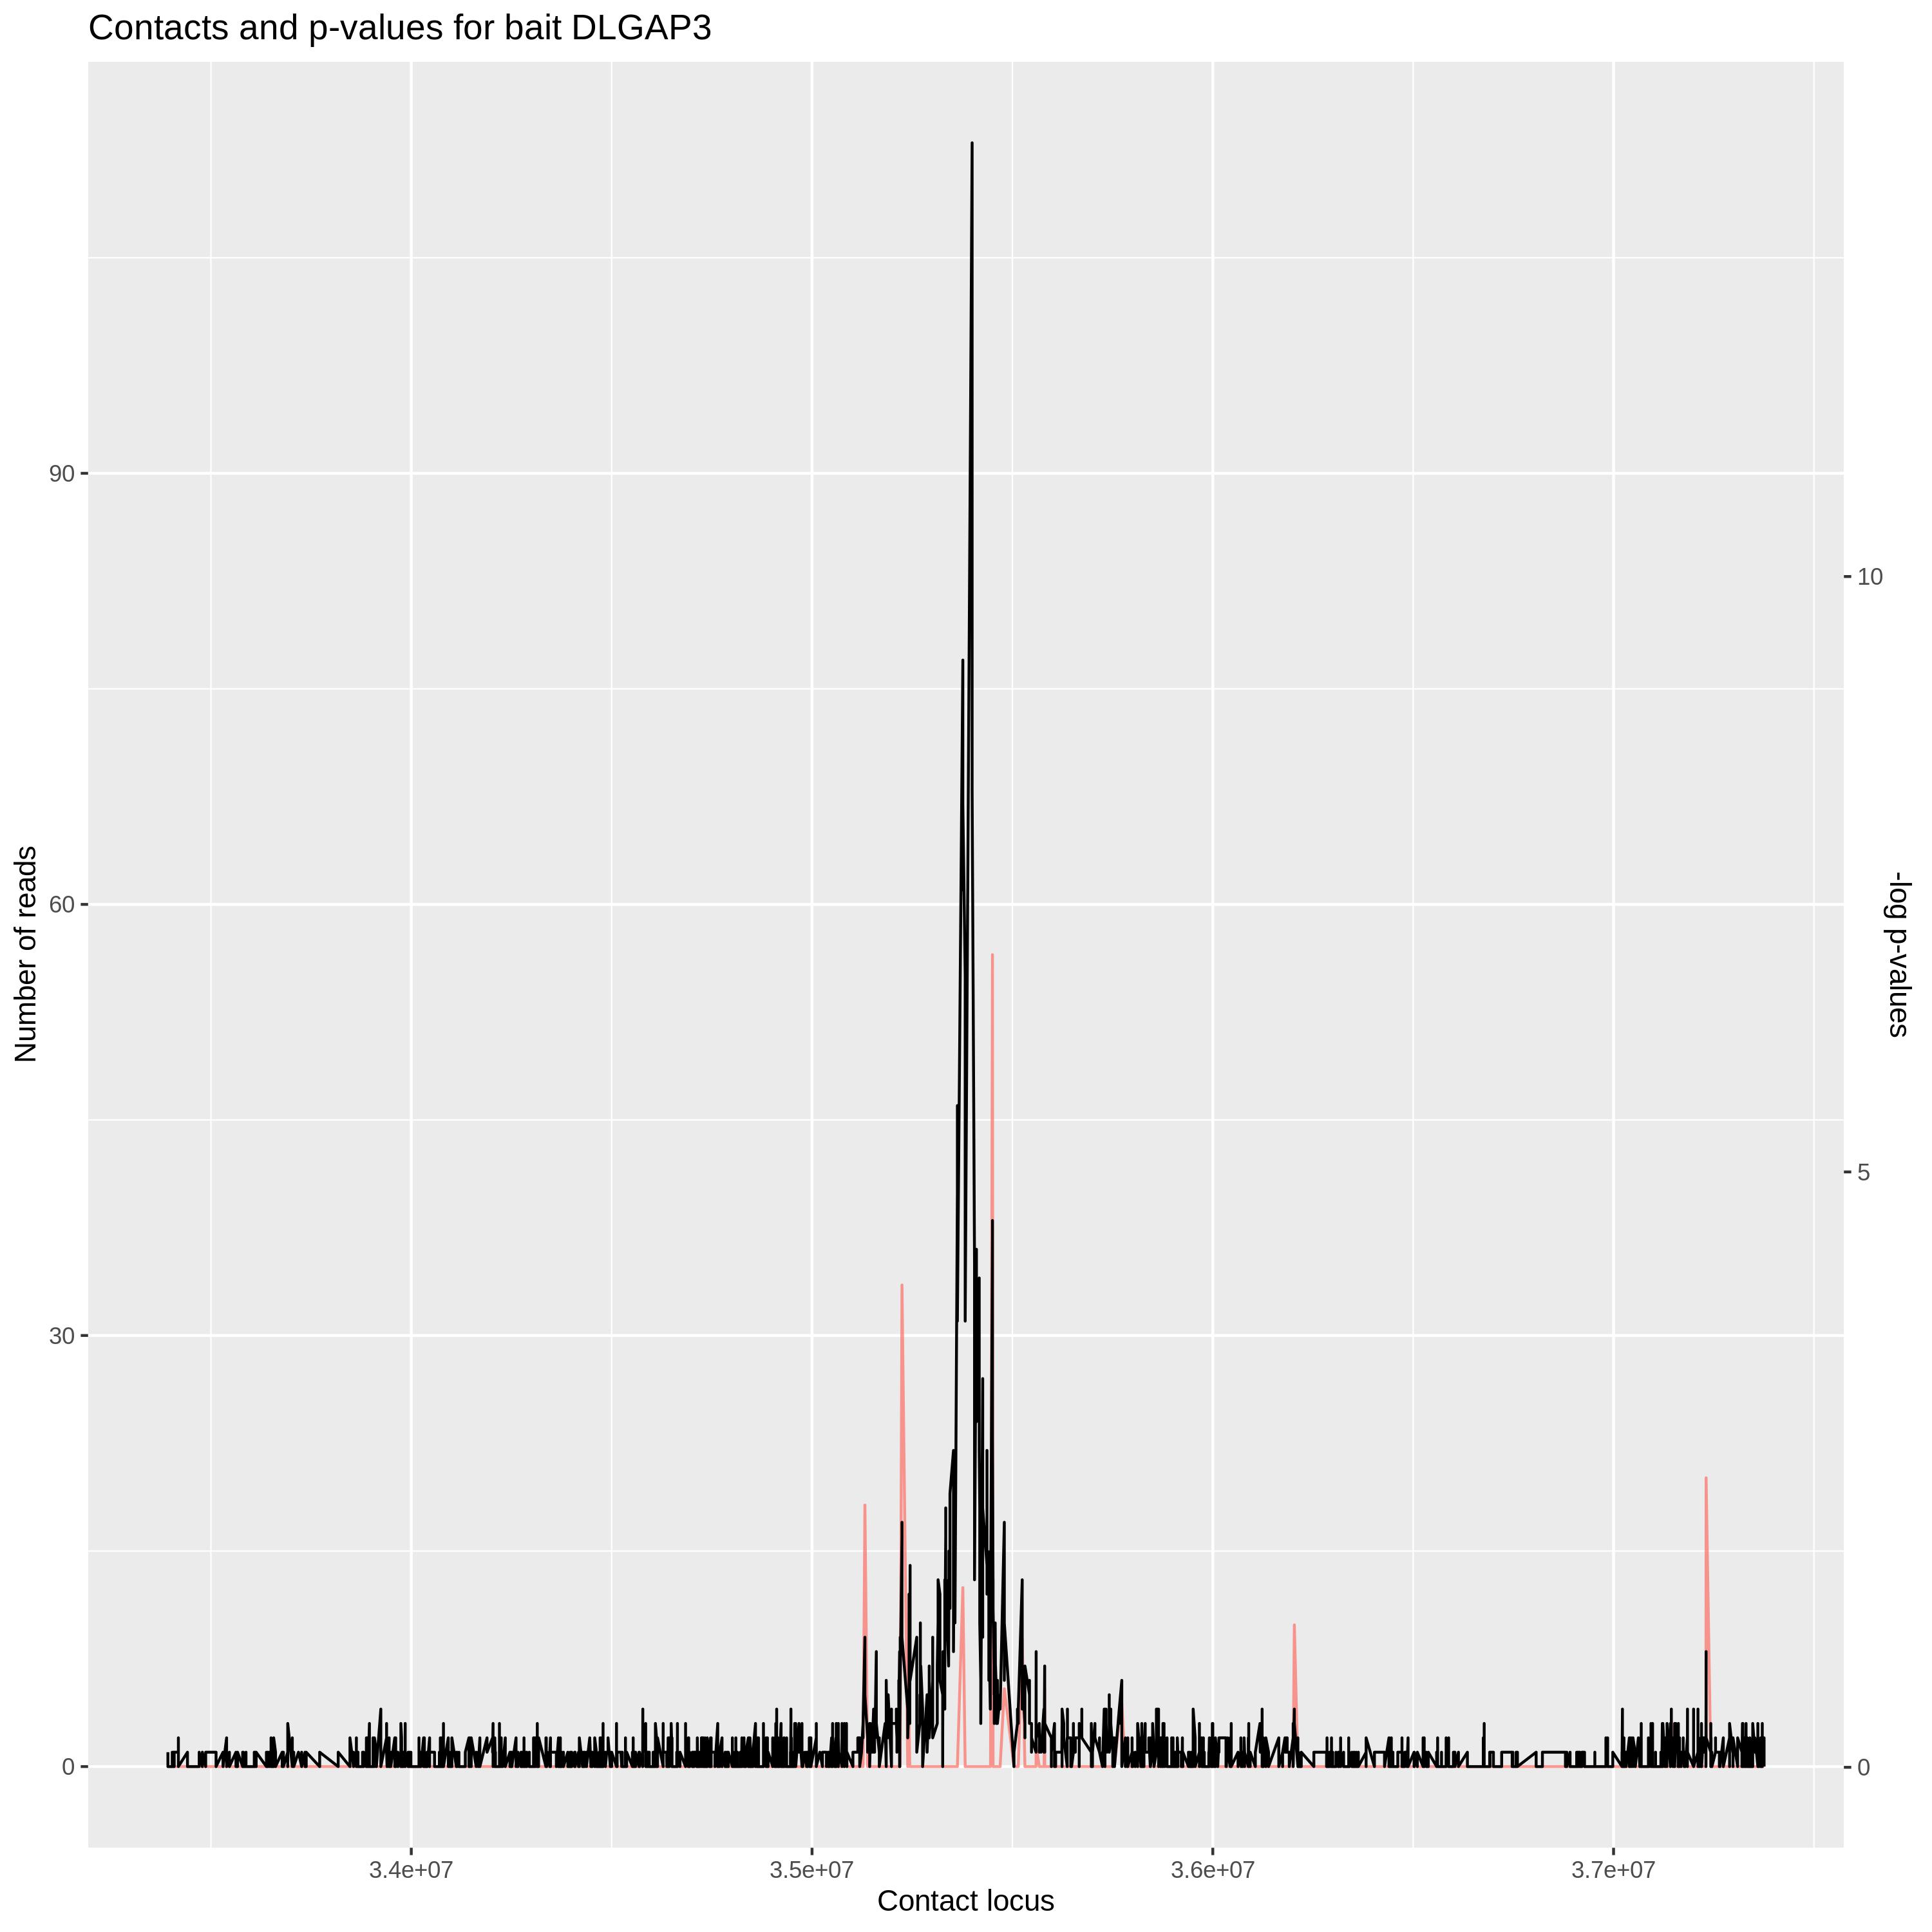 Contacts and p-values for bait DLGAP3
90
60
30
0
Number of reads
10
5
0
-log p-values
3.4e+07 3.5e+07 3.6e+07 3.7e+07
Contact locus